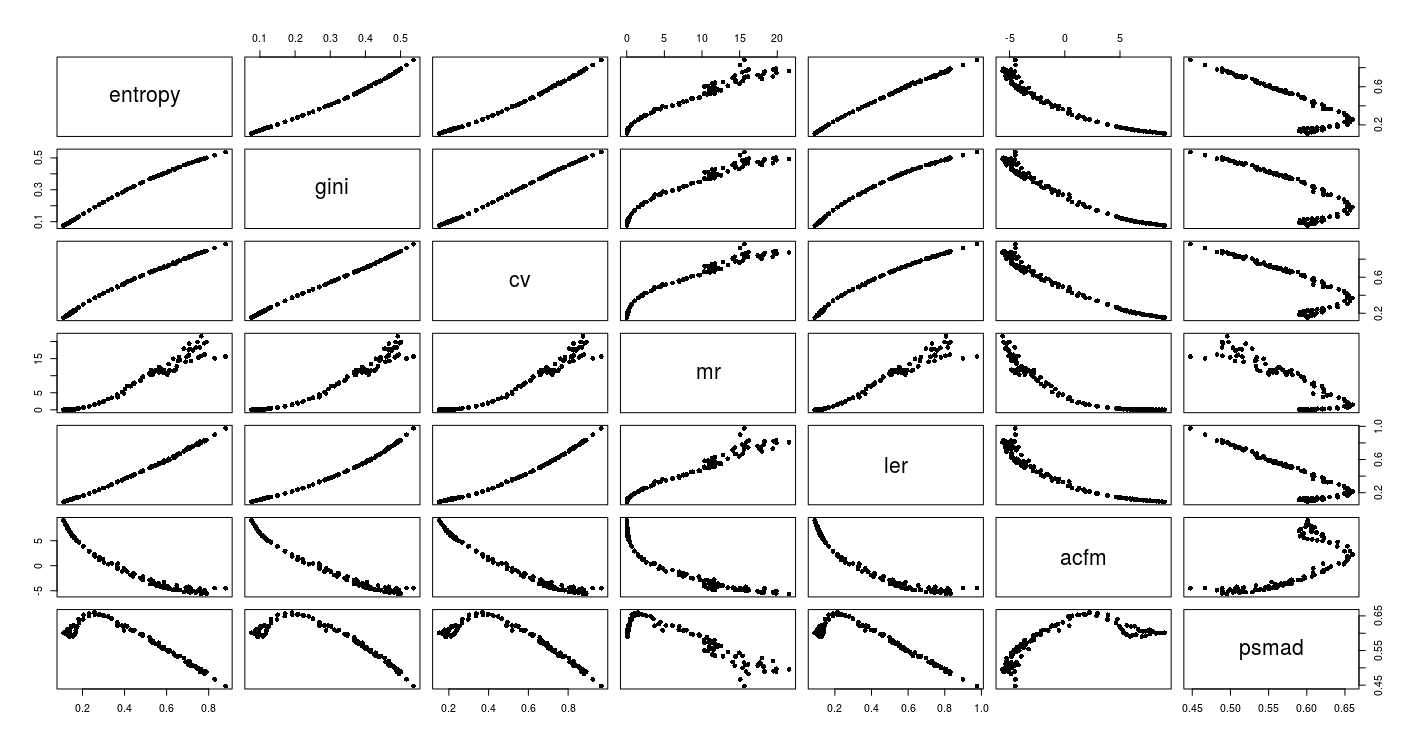 0.1 0.2 0.3 0.4 0.5 0 5 10 15 20 -5 0 5
entropy 0.2 0.6
0.1 0.3 0.5 gini
cv 0.2 0.6
0 5 15 mr
ler 0.2 0.6 1.0
-5 0 5 acfm
psmad 0.45 0.55 0.65
0.2 0.4 0.6 0.8 0.2 0.4 0.6 0.8 0.2 0.4 0.6 0.8 1.0 0.45 0.50 0.55 0.60 0.65